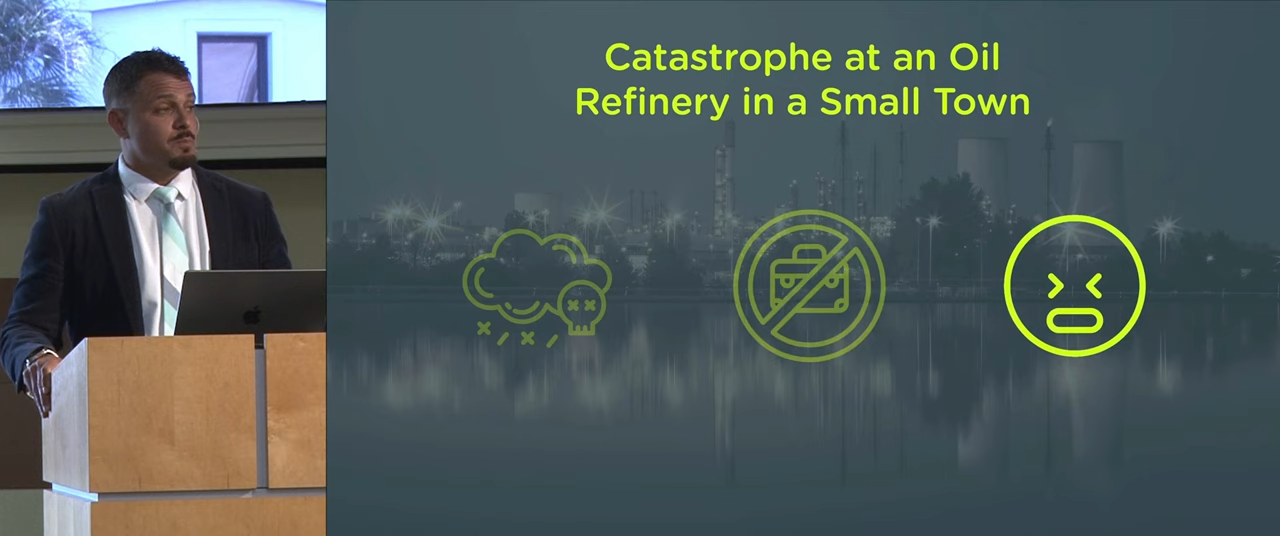 Catastrophe at an Oil
Refinery in a Small Town